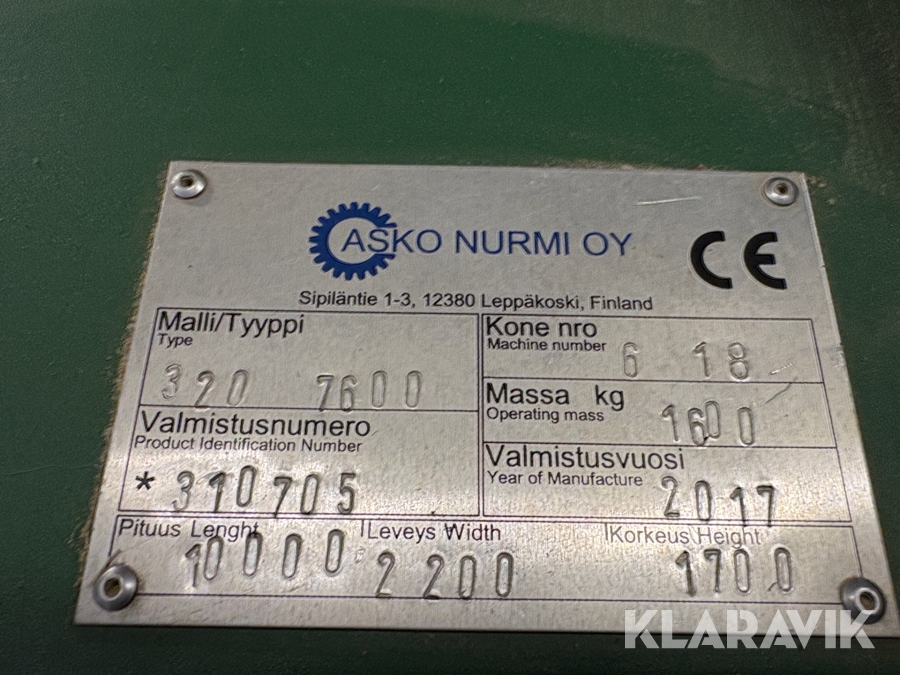 ASKO NURMI OY
CE
Sipiläntie 1-3, 12380 Leppäkoski, Finland
Malli/Tyyppi
Type
320 7600
Kone nro
Machine number
6 18
Massa kg
Operating mass
1600
Valmistusnumero
Product Identification Number
* 310705
Valmistusvuosi
Year of Manufacture
2017
Pituus Lenght
10000
Leveys Width
2 200
Korkeus Height
1700
KLARAVIK